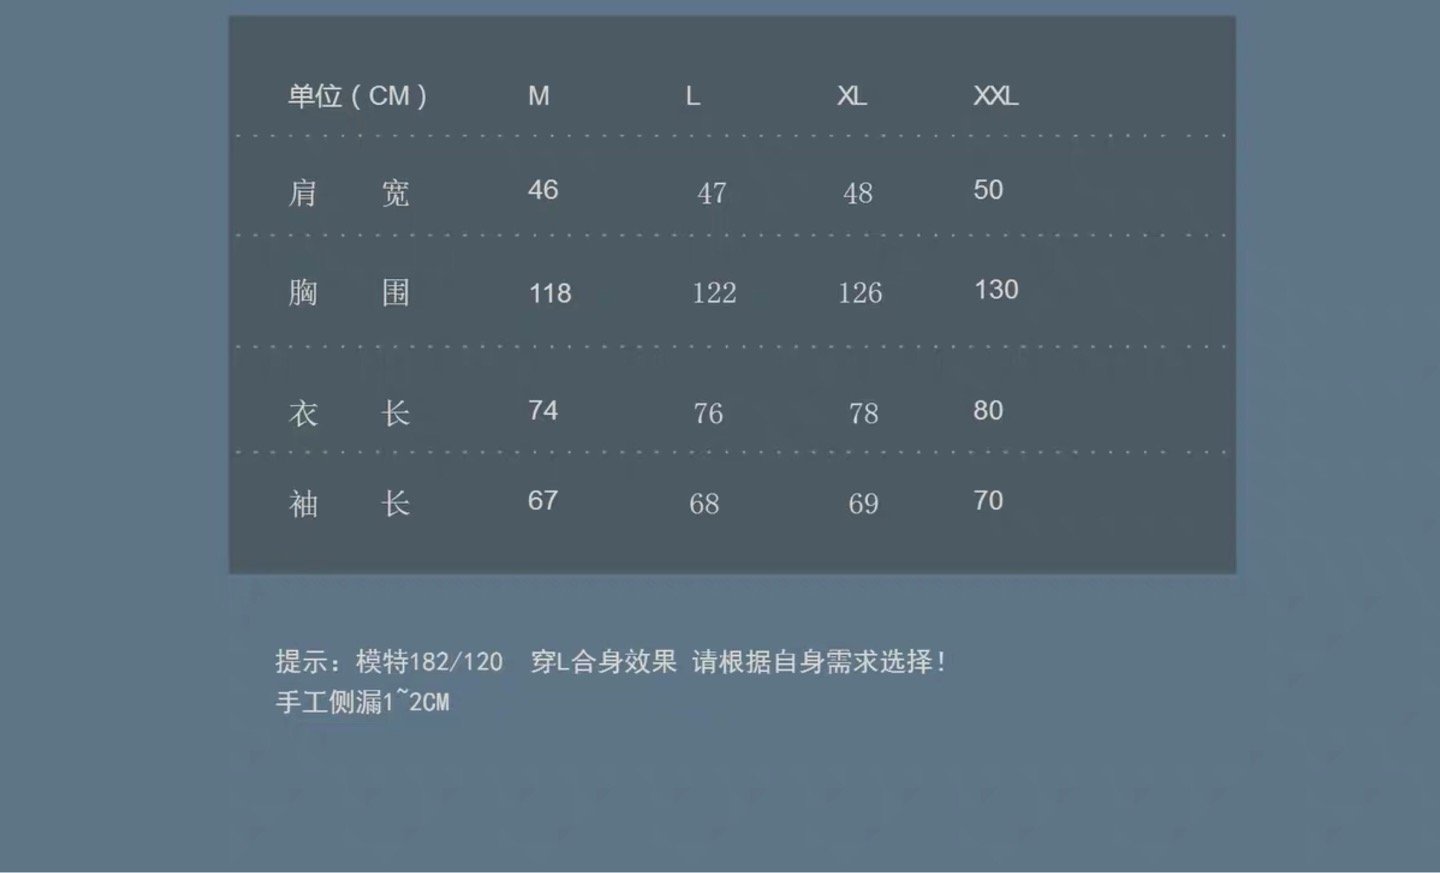 单位（CM） M L XL XXL
肩 宽 46 47 48 50
胸 围 118 122 126 130
衣 长 74 76 78 80
袖 长 67 68 69 70
提示：模特182/120 穿L合身效果 请根据自身需求选择！
手工侧漏1~2CM